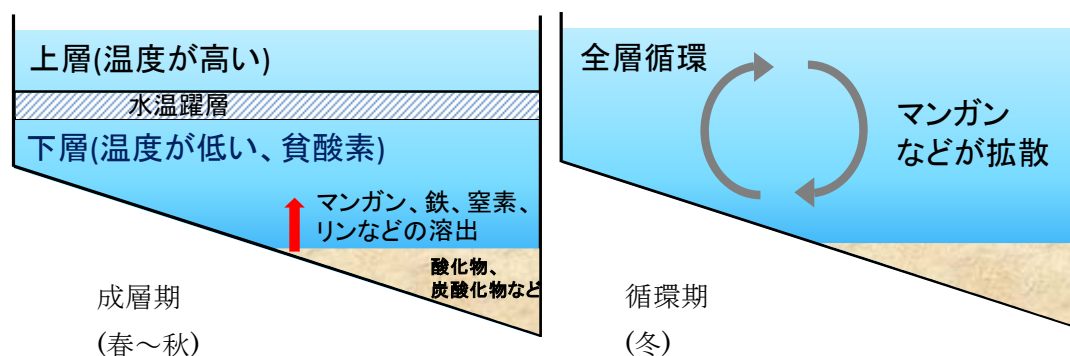 上層(温度が高い)
水温躍層
下層(温度が低い、貧酸素)
マンガン、鉄、窒素、
リンなどの溶出
酸化物、
炭酸化物など
成層期
(春～秋)
全層循環
マンガン
などが拡散
循環期
(冬)